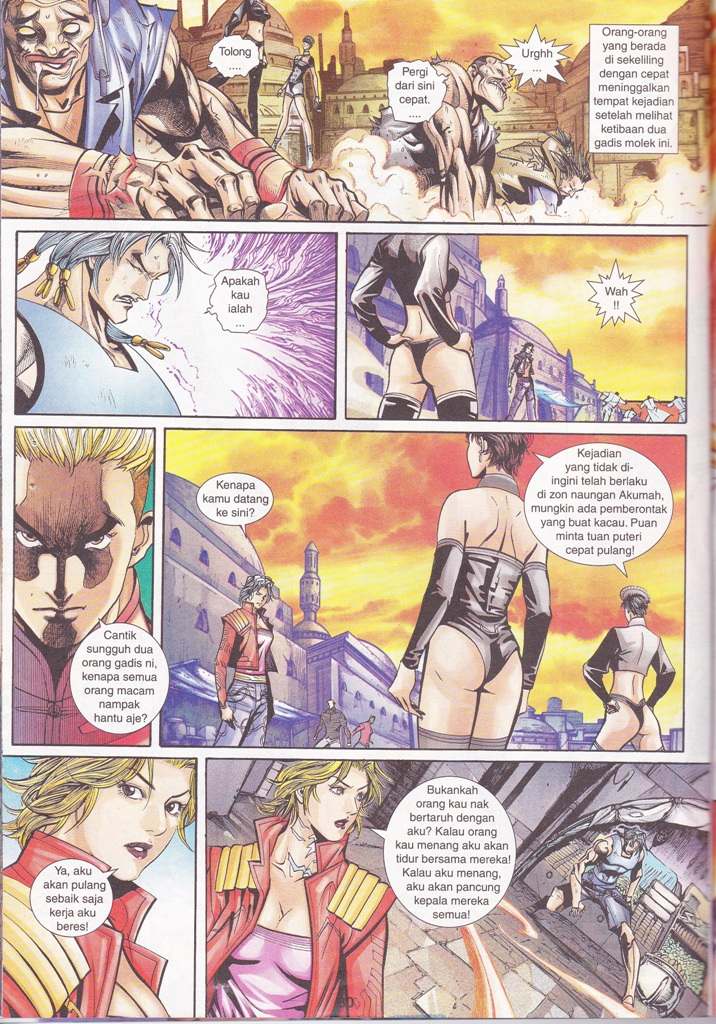 Tolong
....
Pergi
dari sini
cepat.
....
Urghh
...
Orang-orang
yang berada
di sekeliling
dengan cepat
meninggalkan
tempat kejadian
setelah melihat
ketibaan dua
gadis molek ini.
Apakah
kau
ialah
...
Wah
!!
Cantik
sungguh dua
orang gadis ni,
kenapa semua
orang macam
nampak
hantu aje?
Kenapa
kamu datang
ke sini?
Kejadian
yang tidak di-
ingini telah berlaku
di zon naungan Akumah,
mungkin ada pemberontak
yang buat kacau. Puan
minta tuan puteri
cepat pulang!
Ya, aku
akan pulang
sebaik saja
kerja aku
beres!
Bukankah
orang kau nak
bertaruh dengan
aku? Kalau orang
kau menang aku akan
tidur bersama mereka!
Kalau aku menang,
aku akan pancung
kepala mereka
semua!